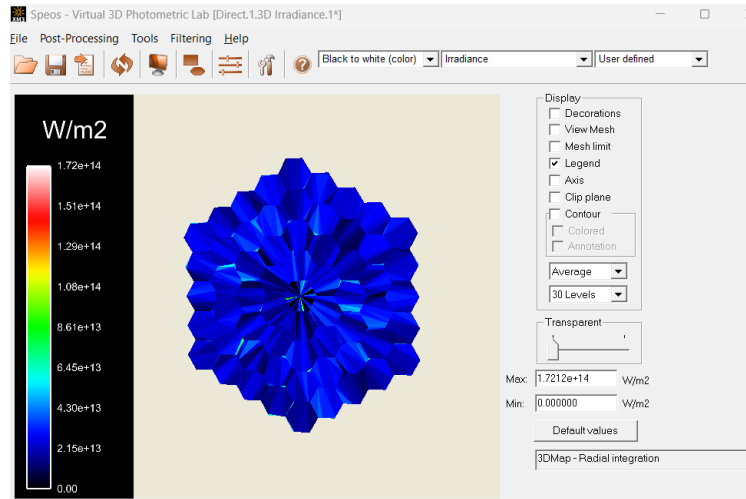 Speos - Virtual 3D Photometric Lab [Direct.1.3D Irradiance.1*]
File Post-Processing Tools Filtering Help
Black to white (color) Irradiance User defined
W/m2
1.72e+14
1.51e+14
1.29e+14
1.08e+14
8.61e+13
6.45e+13
4.30e+13
2.15e+13
0.00
Display
Decorations
View Mesh
Mesh limit
Legend
Axis
Clip plane
Contour
Colored
Annotation
Average
30 Levels
Transparent
Max: 1.7212e+14 W/m2
Min: 0.000000 W/m2
Default values
3DMap - Radial integration